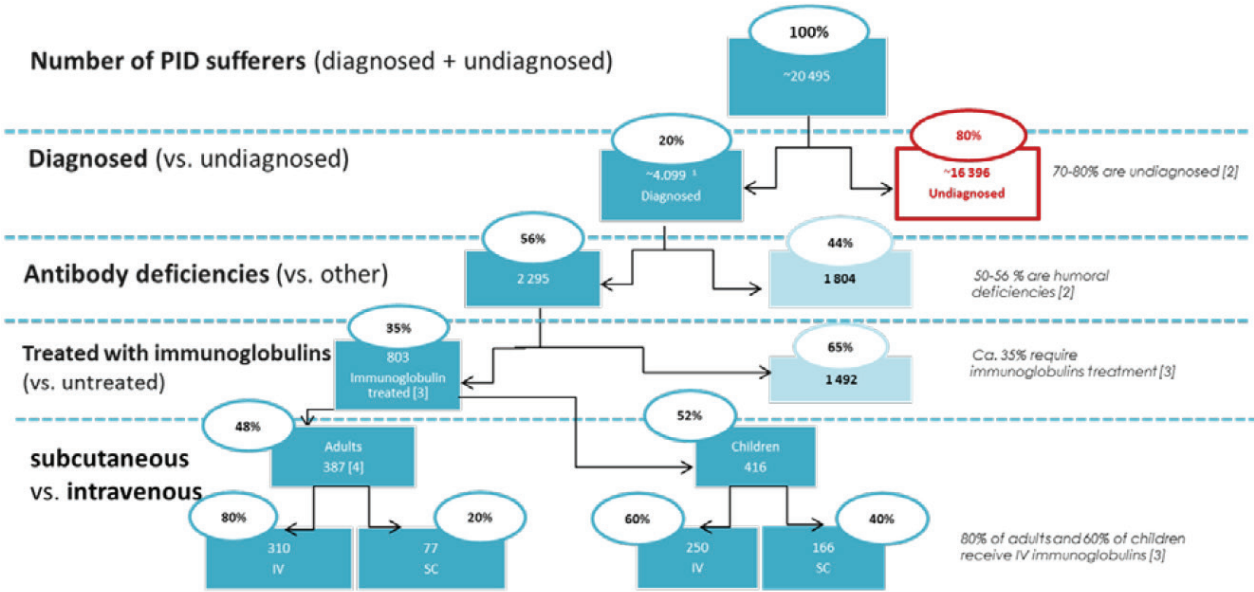 100%
Number of PID sufferers (diagnosed + undiagnosed)
~20 495
20%
80%
Diagnosed (vs. undiagnosed)
~4.099 1
Diagnosed
~16 396
Undiagnosed
70-80% are undiagnosed [2]
56%
44%
Antibody deficiencies (vs. other)
2 295
1 804
50-56 % are humoral
deficiencies [2]
35%
65%
Treated with immunoglobulins
(vs. untreated)
803
Immunoglobulin
treated [3]
1 492
Ca. 35% require
immunoglobulins treatment [3]
48%
52%
Adults
387 [4]
Children
416
subcutaneous
vs. intravenous
80%
20%
60%
40%
310
IV
77
SC
250
IV
166
SC
80% of adults and 60% of children
receive IV immunoglobulins [3]